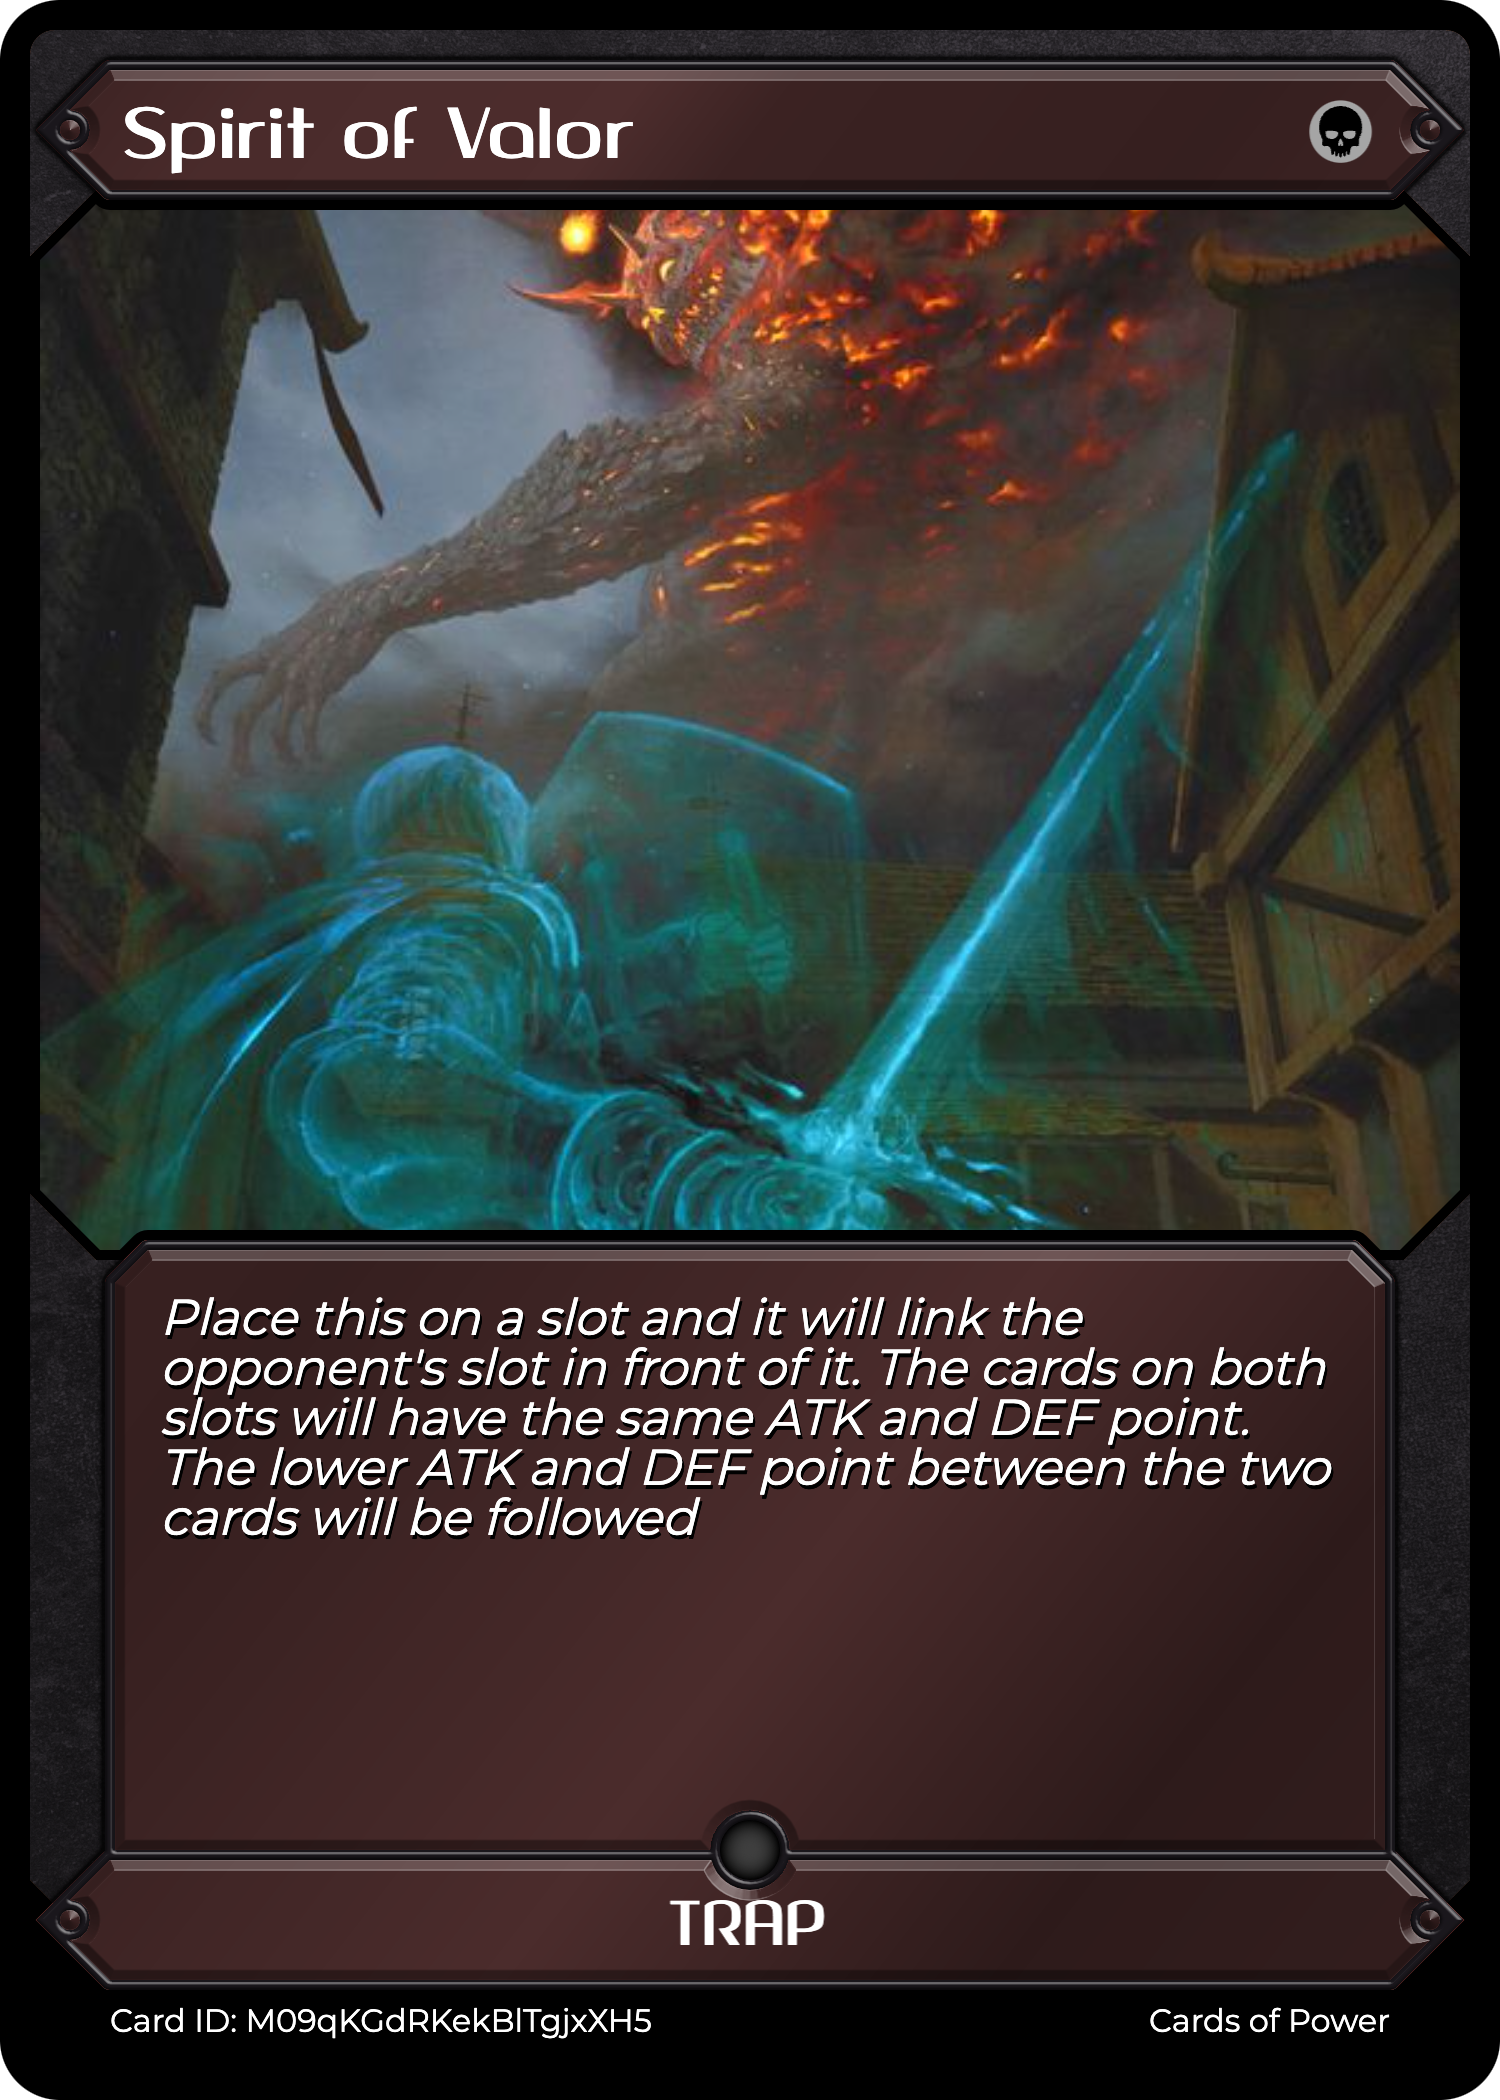 Spirit of Valor
Place this on a slot and it will link the
opponent's slot in front of it. The cards on both
slots will have the same ATK and DEF point.
The lower ATK and DEF point between the two
cards will be followed
TRAP
Card ID: M09qKGdRKekBlTgjxXH5
Cards of Power